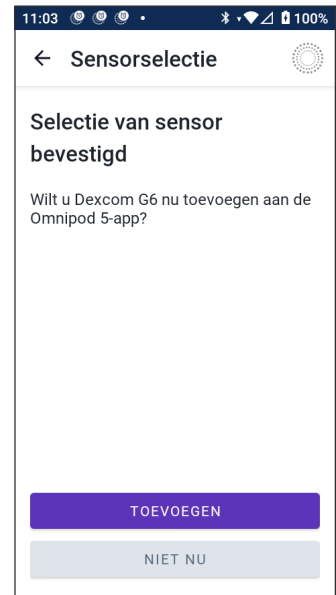 11:03 100%
Sensorselectie
Selectie van sensor
bevestigd
Wilt u Dexcom G6 nu toevoegen aan de
Omnipod 5-app?
TOEVOEGEN
NIET NU